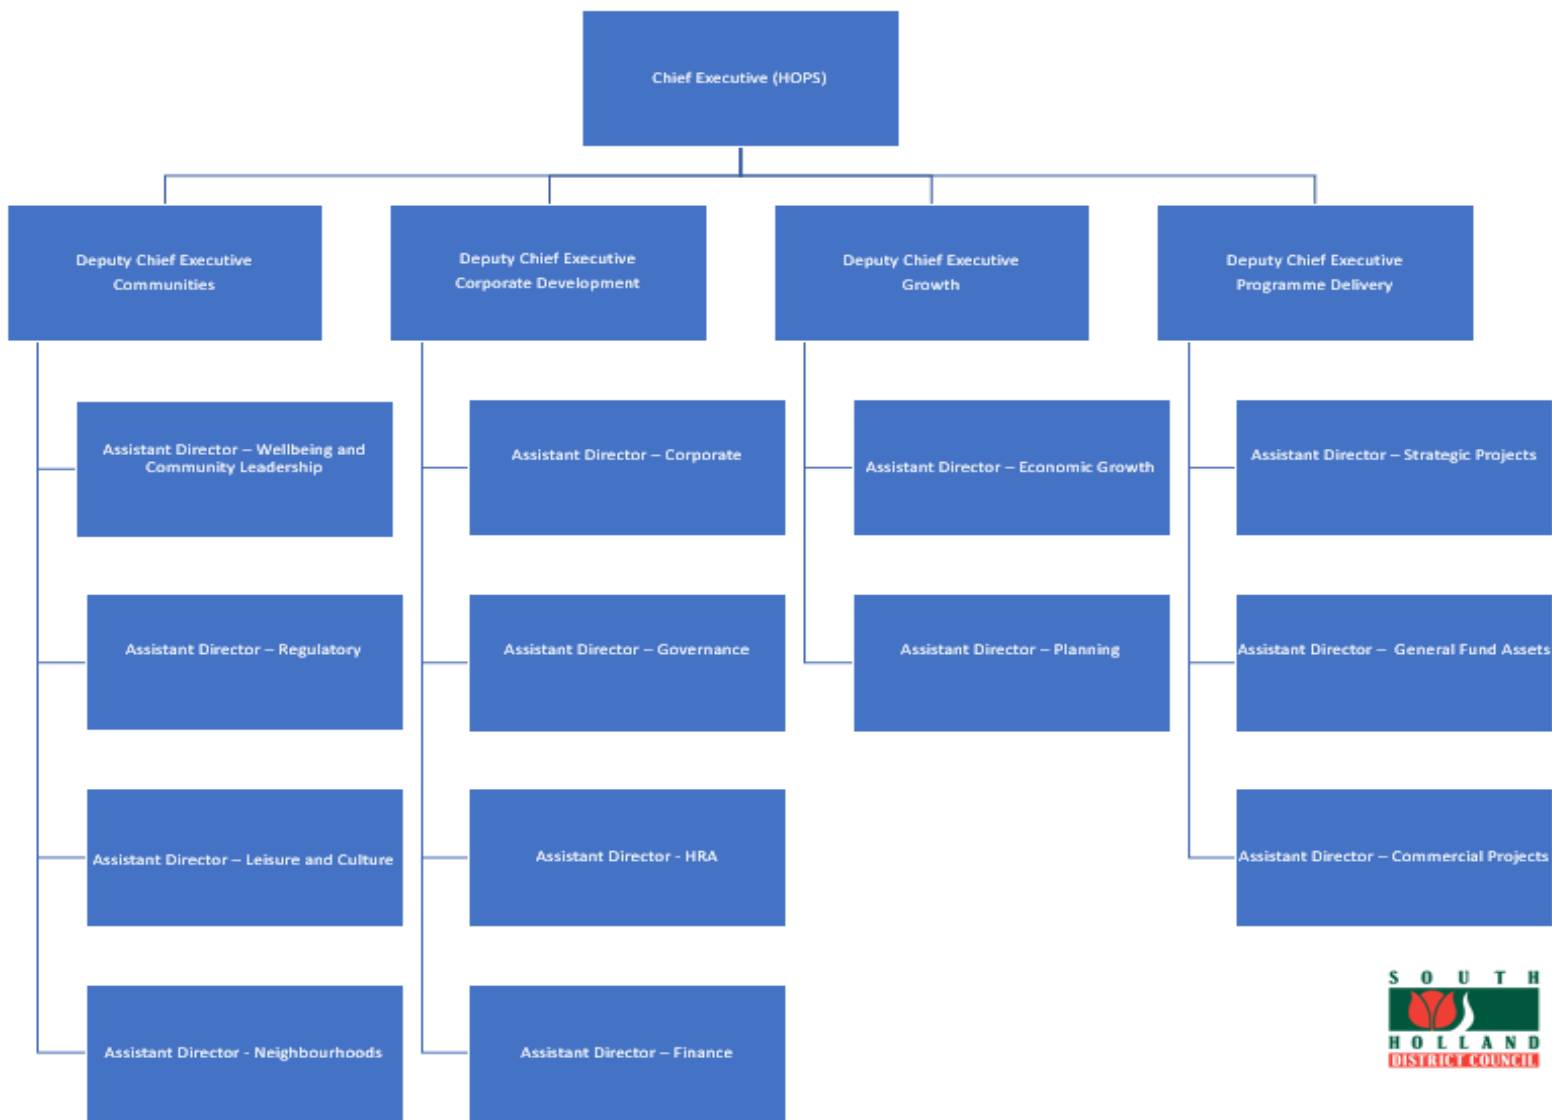 Chief Executive (HOPS)
Deputy Chief Executive
Communities
Deputy Chief Executive
Corporate Development
Deputy Chief Executive
Growth
Deputy Chief Executive
Programme Delivery
Assistant Director – Wellbeing and
Community Leadership
Assistant Director – Corporate
Assistant Director – Economic Growth
Assistant Director – Strategic Projects
Assistant Director – Regulatory
Assistant Director – Governance
Assistant Director – Planning
Assistant Director –  General Fund Assets
Assistant Director – Leisure and Culture
Assistant Director - HRA
Assistant Director – Commercial Projects
Assistant Director - Neighbourhoods
Assistant Director – Finance
SOUTH
HOLLAND
DISTRICT COUNCIL